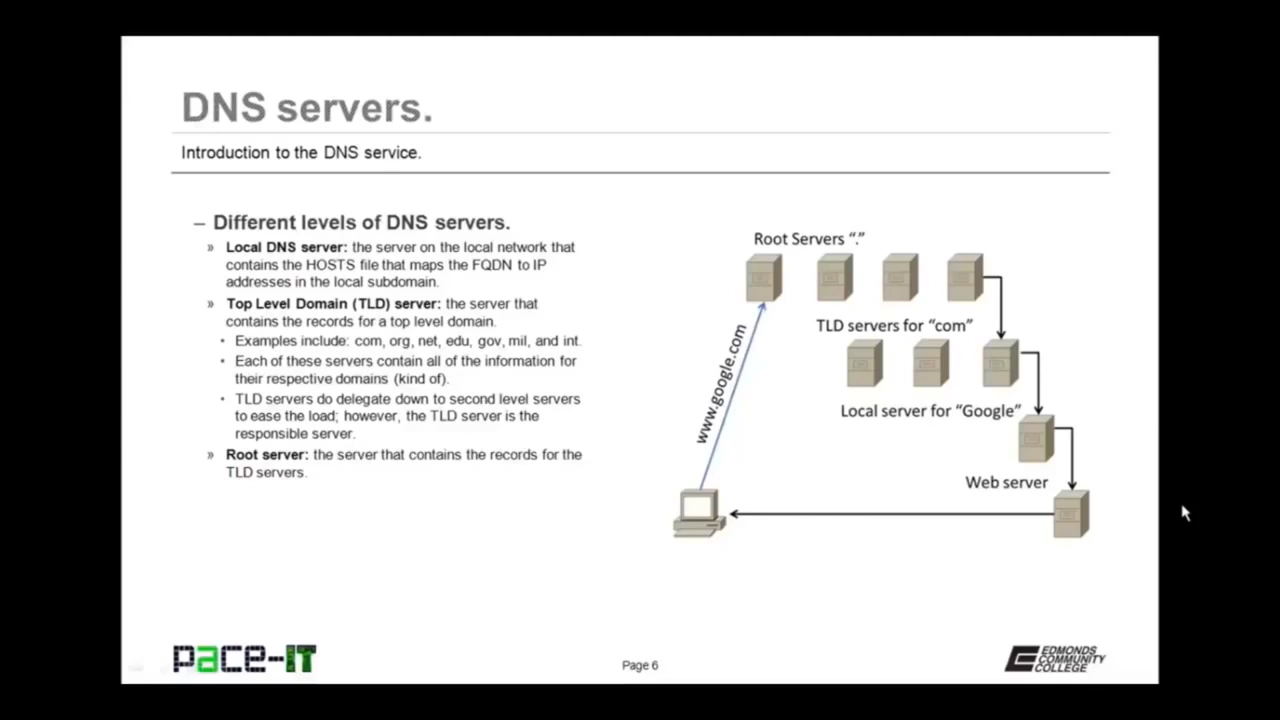 DNS servers.
Introduction to the DNS service.
– Different levels of DNS servers.
» Local DNS server: the server on the local network that
contains the HOSTS file that maps the FQDN to IP
addresses in the local subdomain.
» Top Level Domain (TLD) server: the server that
contains the records for a top level domain.
• Examples include: com, org, net, edu, gov, mil, and int.
• Each of these servers contain all of the information for
their respective domains (kind of).
• TLD servers do delegate down to second level servers
to ease the load; however, the TLD server is the
responsible server.
» Root server: the server that contains the records for the
TLD servers.
Root Servers “.”
TLD servers for “com”
www.google.com
Local server for “Google”
Web server
pace-IT
Page 6
EDMONDS
COMMUNITY
COLLEGE